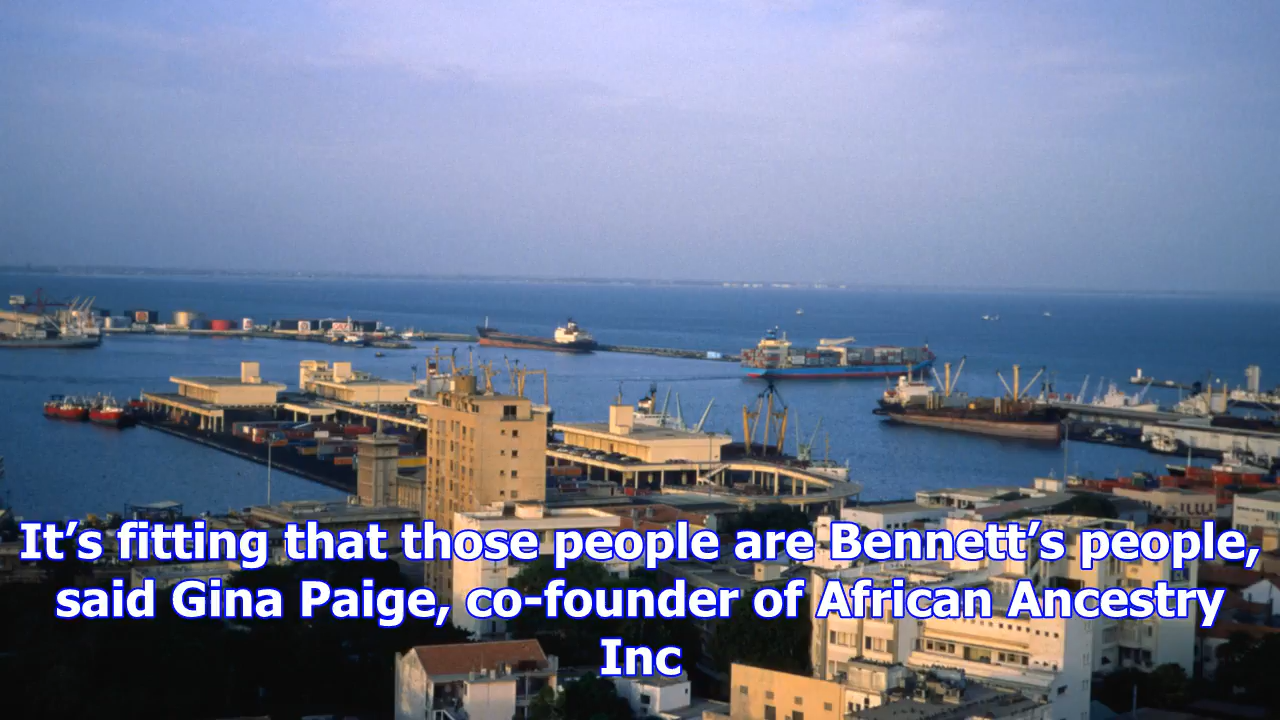 It’s fitting that those people are Bennett’s people,
said Gina Paige, co-founder of African Ancestry
Inc